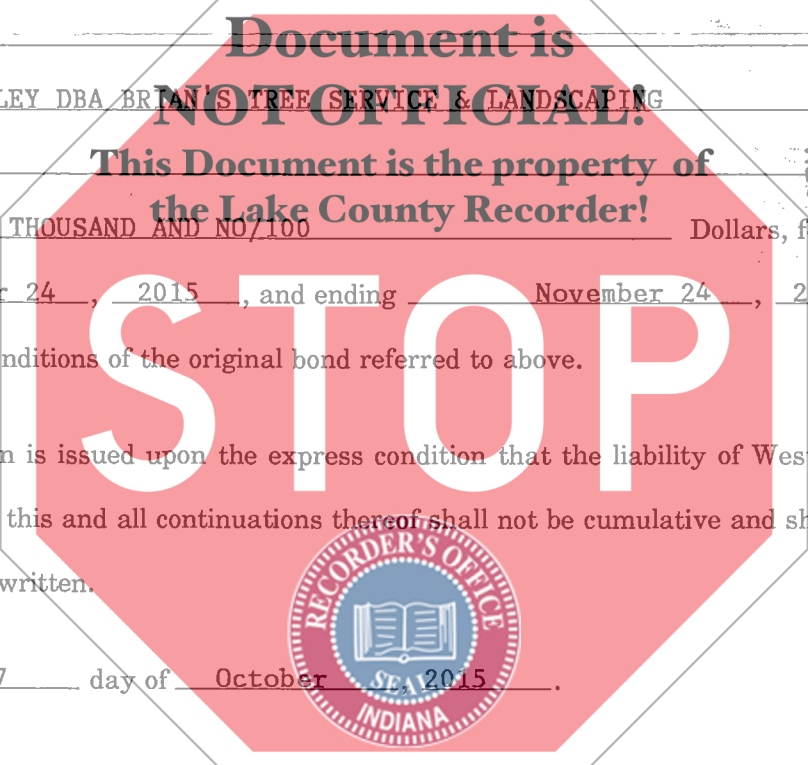 Document is
NOT OFFICIAL!
LEY DBA BRIAN'S TREE SERVICE & LANDSCAPING
This Document is the property of
the Lake County Recorder!
THOUSAND AND NO/100 Dollars, f
r 24, 2015, and ending November 24, 2
STOP
nditions of the original bond referred to above.
n is issued upon the express condition that the liability of Wes
this and all continuations thereof shall not be cumulative and sh
written.
RECORDER'S OFFICE
SEAL
INDIANA
7 day of October, 2015.